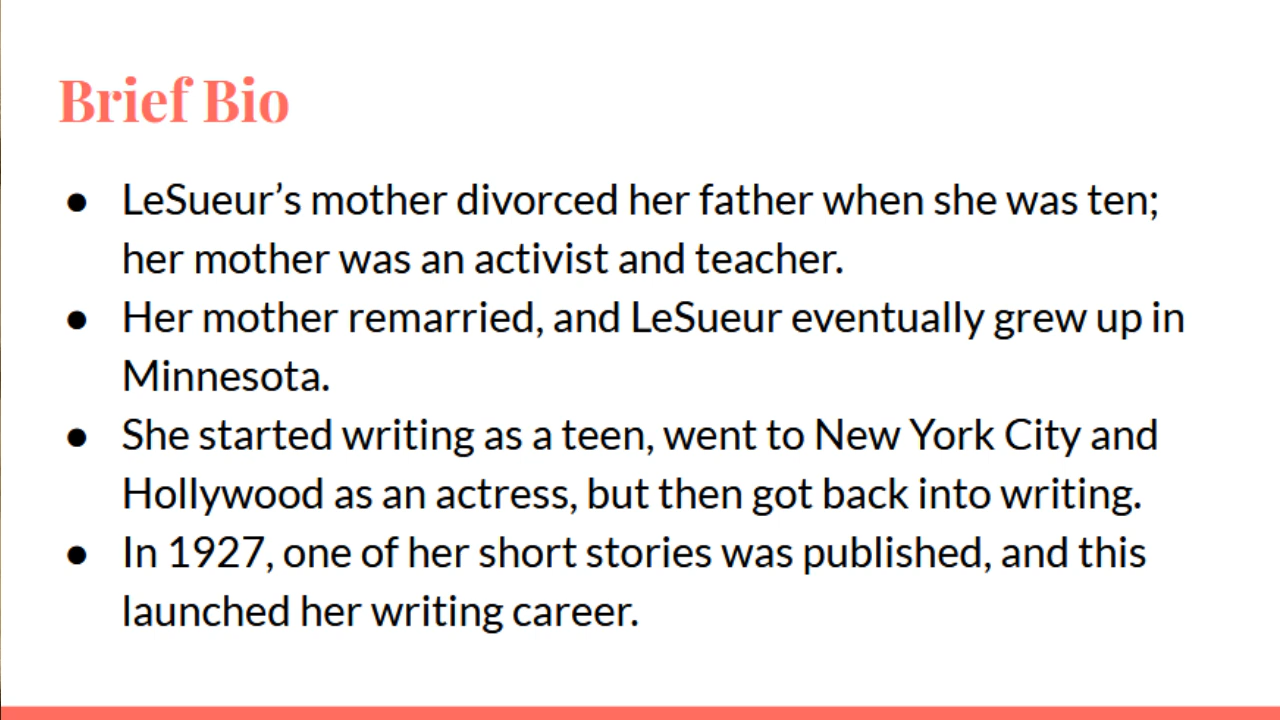 Brief Bio
● LeSueur’s mother divorced her father when she was ten;
her mother was an activist and teacher.
● Her mother remarried, and LeSueur eventually grew up in
Minnesota.
● She started writing as a teen, went to New York City and
Hollywood as an actress, but then got back into writing.
● In 1927, one of her short stories was published, and this
launched her writing career.